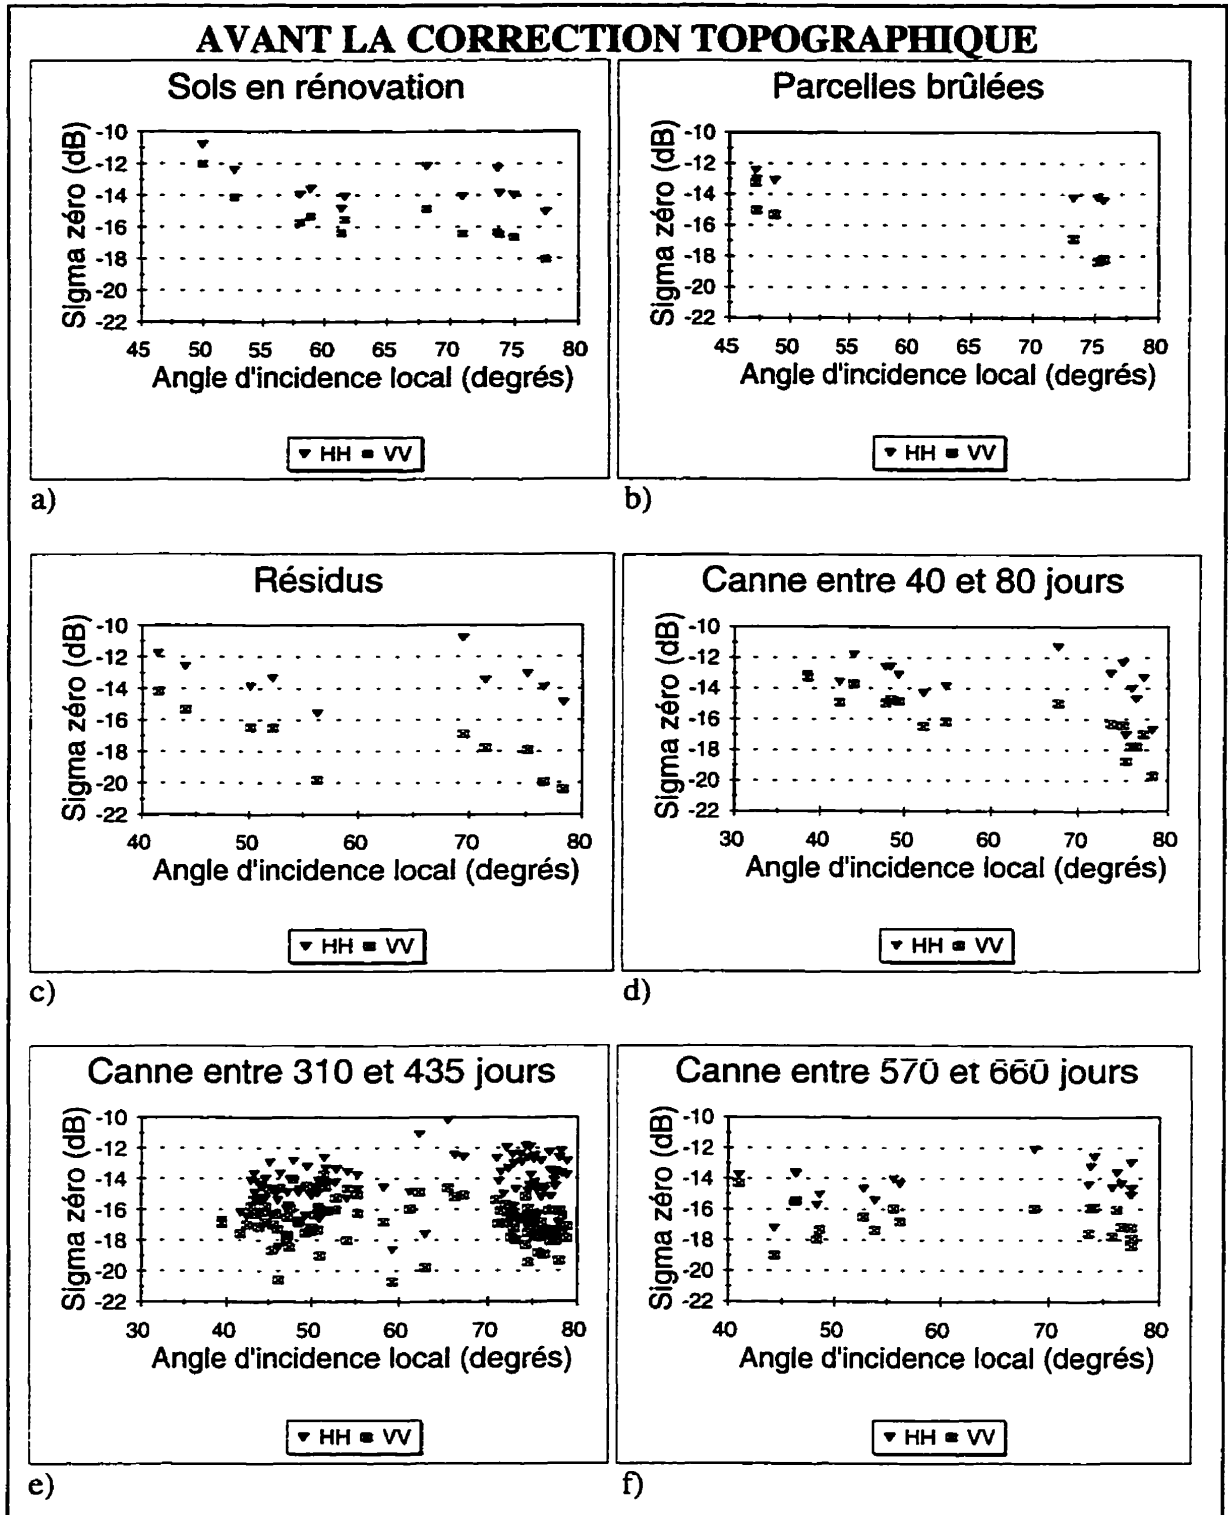 AVANT LA CORRECTION TOPOGRAPHIQUE
Sols en rénovation
Sigma zéro (dB)
-10
-12
-14
-16
-18
-20
-22
45 50 55 60 65 70 75 80
Angle d'incidence local (degrés)
HH VV
a)
Parcelles brûlées
Sigma zéro (dB)
-10
-12
-14
-16
-18
-20
-22
45 50 55 60 65 70 75 80
Angle d'incidence local (degrés)
HH VV
b)
Résidus
Sigma zéro (dB)
-10
-12
-14
-16
-18
-20
-22
40 50 60 70 80
Angle d'incidence local (degrés)
HH VV
c)
Canne entre 40 et 80 jours
Sigma zéro (dB)
-10
-12
-14
-16
-18
-20
-22
30 40 50 60 70 80
Angle d'incidence local (degrés)
HH VV
d)
Canne entre 310 et 435 jours
Sigma zéro (dB)
-10
-12
-14
-16
-18
-20
-22
30 40 50 60 70 80
Angle d'incidence local (degrés)
HH VV
e)
Canne entre 570 et 660 jours
Sigma zéro (dB)
-10
-12
-14
-16
-18
-20
-22
40 50 60 70 80
Angle d'incidence local (degrés)
HH VV
f)